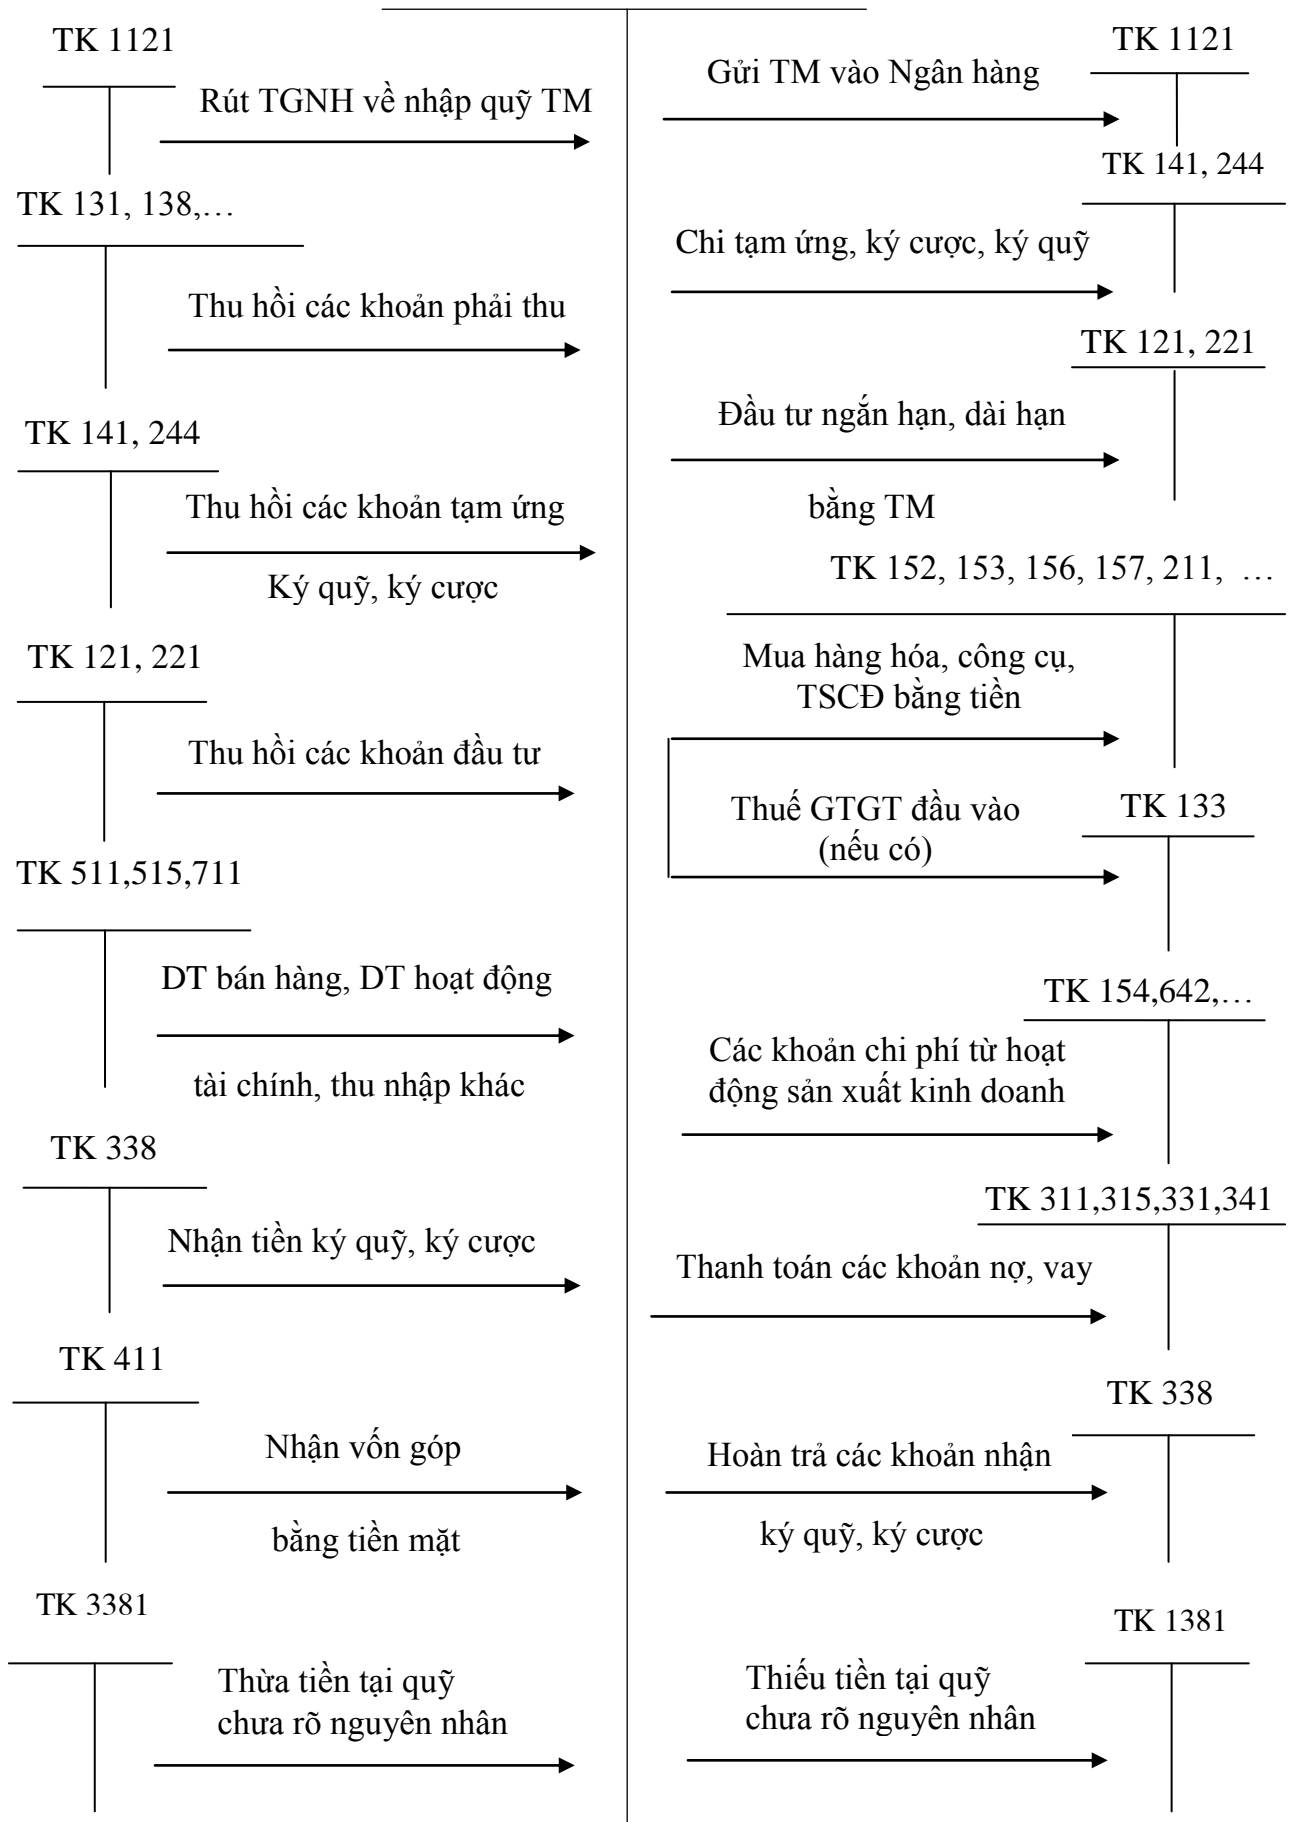 TK 1121
Rút TGNH về nhập quỹ TM
TK 131, 138,…
Thu hồi các khoản phải thu
TK 141, 244
Thu hồi các khoản tạm ứng
Ký quỹ, ký cược
TK 121, 221
Thu hồi các khoản đầu tư
TK 511,515,711
DT bán hàng, DT hoạt động
tài chính, thu nhập khác
TK 338
Nhận tiền ký quỹ, ký cược
TK 411
Nhận vốn góp
bằng tiền mặt
TK 3381
Thừa tiền tại quỹ
chưa rõ nguyên nhân
TK 1121
Gửi TM vào Ngân hàng
TK 141, 244
Chi tạm ứng, ký cược, ký quỹ
TK 121, 221
Đầu tư ngắn hạn, dài hạn
bằng TM
TK 152, 153, 156, 157, 211, …
Mua hàng hóa, công cụ,
TSCĐ bằng tiền
Thuế GTGT đầu vào
(nếu có)
TK 133
TK 154,642,…
Các khoản chi phí từ hoạt
động sản xuất kinh doanh
TK 311,315,331,341
Thanh toán các khoản nợ, vay
TK 338
Hoàn trả các khoản nhận
ký quỹ, ký cược
TK 1381
Thiếu tiền tại quỹ
chưa rõ nguyên nhân